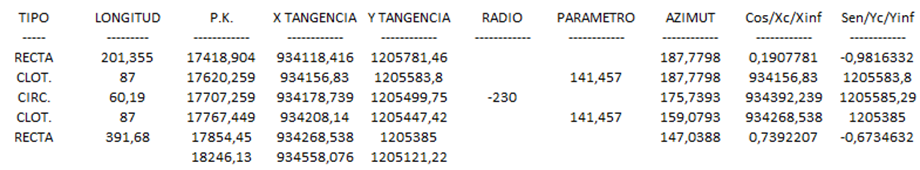 TIPO LONGITUD P.K. X TANGENCIA Y TANGENCIA RADIO PARAMETRO AZIMUT Cos/Xc/Xinf Sen/Yc/Yinf
----- --------- ------------ ------------ ------------ ------------ ------------ ------------ ------------ ------------
RECTA 201,355 17418,904 934118,416 1205781,46 187,7798 0,1907781 -0,9816332
CLOT. 87 17620,259 934156,83 1205583,8 141,457 187,7798 934156,83 1205583,8
CIRC. 60,19 17707,259 934178,739 1205499,75 -230 175,7393 934392,239 1205585,29
CLOT. 87 17767,449 934208,14 1205447,42 141,457 159,0793 934268,538 1205385
RECTA 391,68 17854,45 934268,538 1205385 147,0388 0,7392207 -0,6734632
18246,13 934558,076 1205121,22